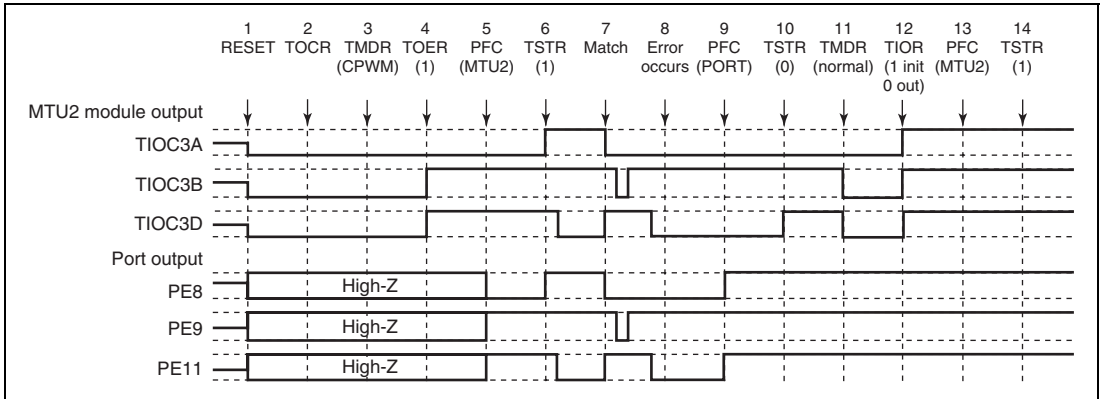 1 2 3 4 5 6 7 8 9 10 11 12 13 14
RESET TOCR TMDR TOER PFC TSTR Match Error PFC TSTR TMDR TIOR PFC TSTR
(CPWM) (1) (MTU2) (1) occurs (PORT) (0) (normal) (1 init (MTU2) (1)
0 out)
MTU2 module output
TIOC3A
TIOC3B
TIOC3D
Port output
PE8 High-Z
PE9 High-Z
PE11 High-Z